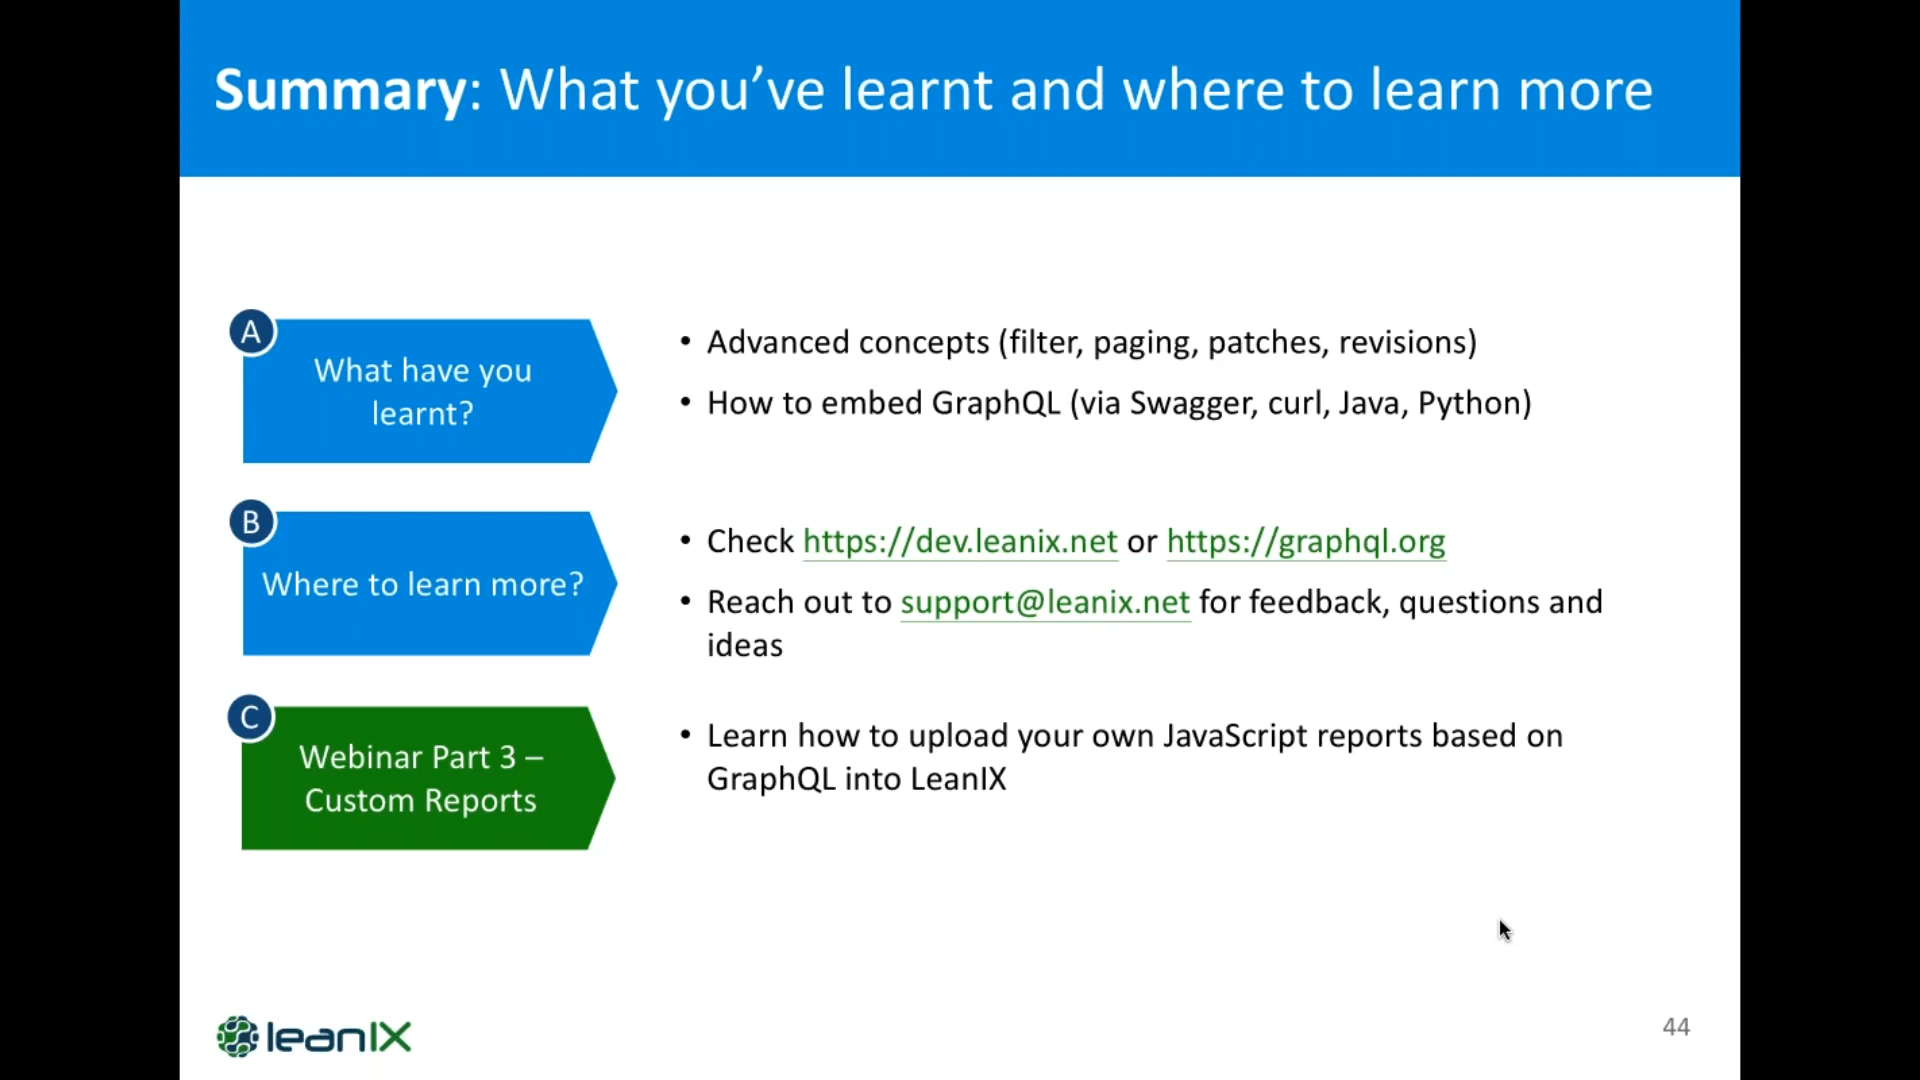 Summary: What you’ve learnt and where to learn more
A
What have you
learnt?
• Advanced concepts (filter, paging, patches, revisions)
• How to embed GraphQL (via Swagger, curl, Java, Python)
B
Where to learn more?
• Check https://dev.leanix.net or https://graphql.org
• Reach out to support@leanix.net for feedback, questions and
ideas
C
Webinar Part 3 –
Custom Reports
• Learn how to upload your own JavaScript reports based on
GraphQL into LeanIX
leanIX
44